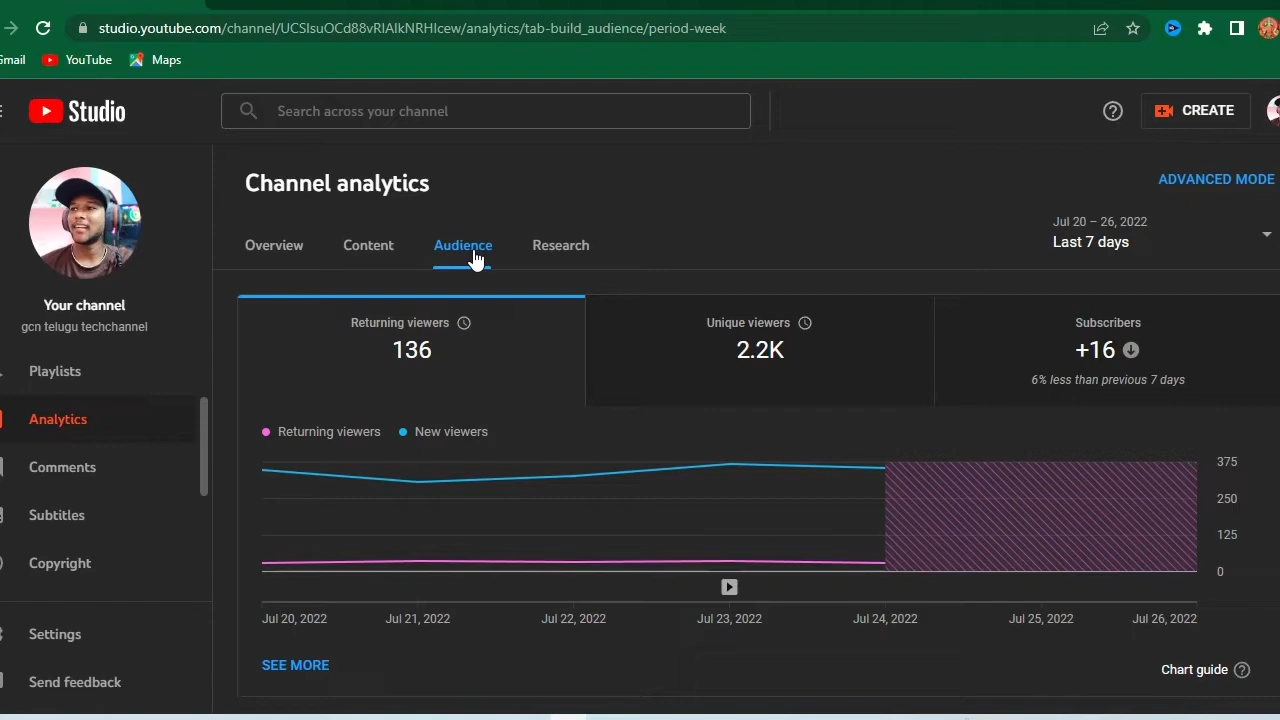 studio.youtube.com/channel/UCSIsuOCd88vRIAIkNRHIcew/analytics/tab-build_audience/period-week
Gmail YouTube Maps
Studio
Search across your channel
CREATE
Channel analytics
ADVANCED MODE
Jul 20 – 26, 2022
Last 7 days
Overview Content Audience Research
Your channel
gcn telugu techchannel
Playlists
Analytics
Comments
Subtitles
Copyright
Settings
Send feedback
Returning viewers
136
Unique viewers
2.2K
Subscribers
+16
6% less than previous 7 days
Returning viewers New viewers
375
250
125
0
Jul 20, 2022 Jul 21, 2022 Jul 22, 2022 Jul 23, 2022 Jul 24, 2022 Jul 25, 2022 Jul 26, 2022
SEE MORE
Chart guide